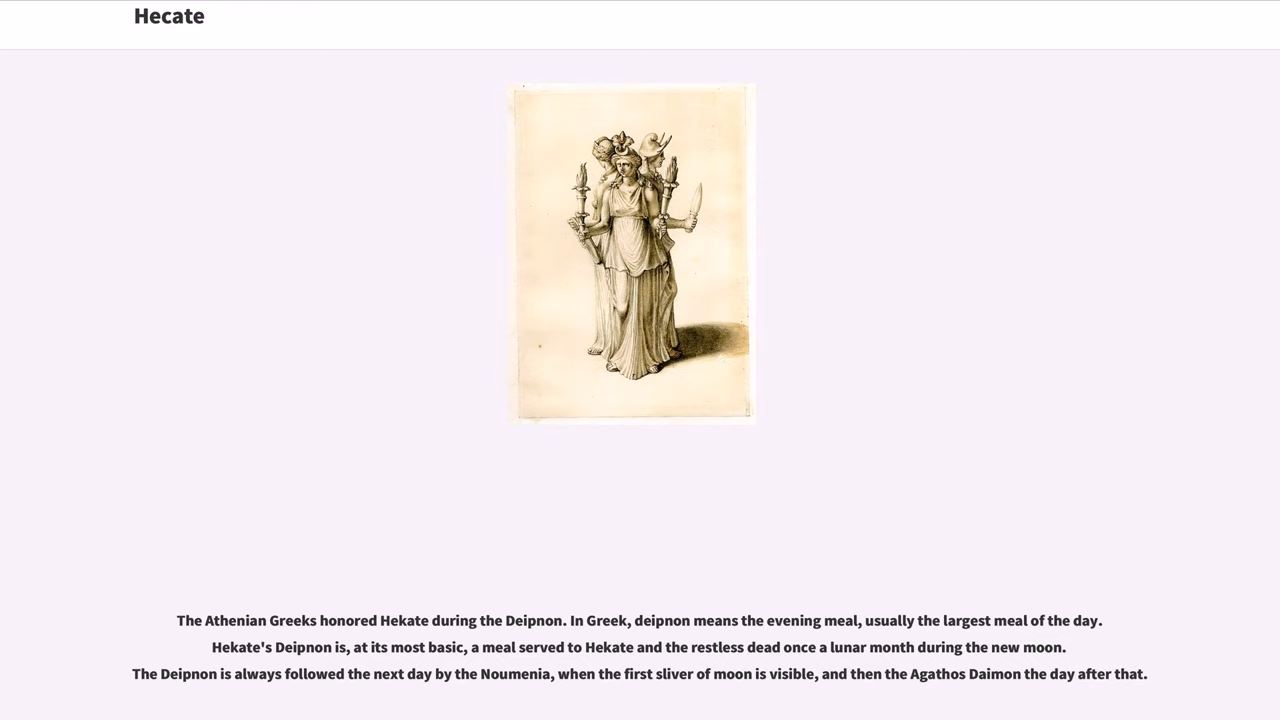 Hecate
The Athenian Greeks honored Hekate during the Deipnon. In Greek, deipnon means the evening meal, usually the largest meal of the day.
Hekate's Deipnon is, at its most basic, a meal served to Hekate and the restless dead once a lunar month during the new moon.
The Deipnon is always followed the next day by the Noumenia, when the first sliver of moon is visible, and then the Agathos Daimon the day after that.